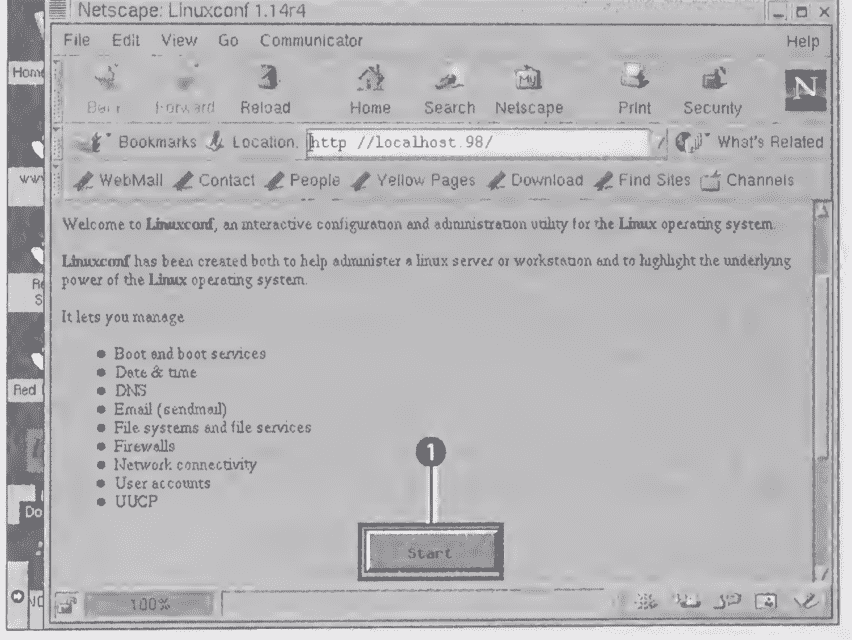 Netscape: Linuxconf 1.14r4
File Edit View Go Communicator Help
Home
Reload Home Search Netscape Print Security
My
N
Bookmarks Location. http //localhost.98/ What's Related
WebMail Contact People Yellow Pages Download Find Sites Channels
Welcome to Linuxconf, an interactive configuration and administration utility for the Linux operating system
Linuxconf has been created both to help administer a linux server or workstation and to highlight the underlying
power of the Linux operating system.
It lets you manage
Boot and boot services
Date & time
DNS
Email (sendmail)
File systems and file services
Firewalls
Network connectivity
User accounts
UUCP
Red
Do
1
Start
100%